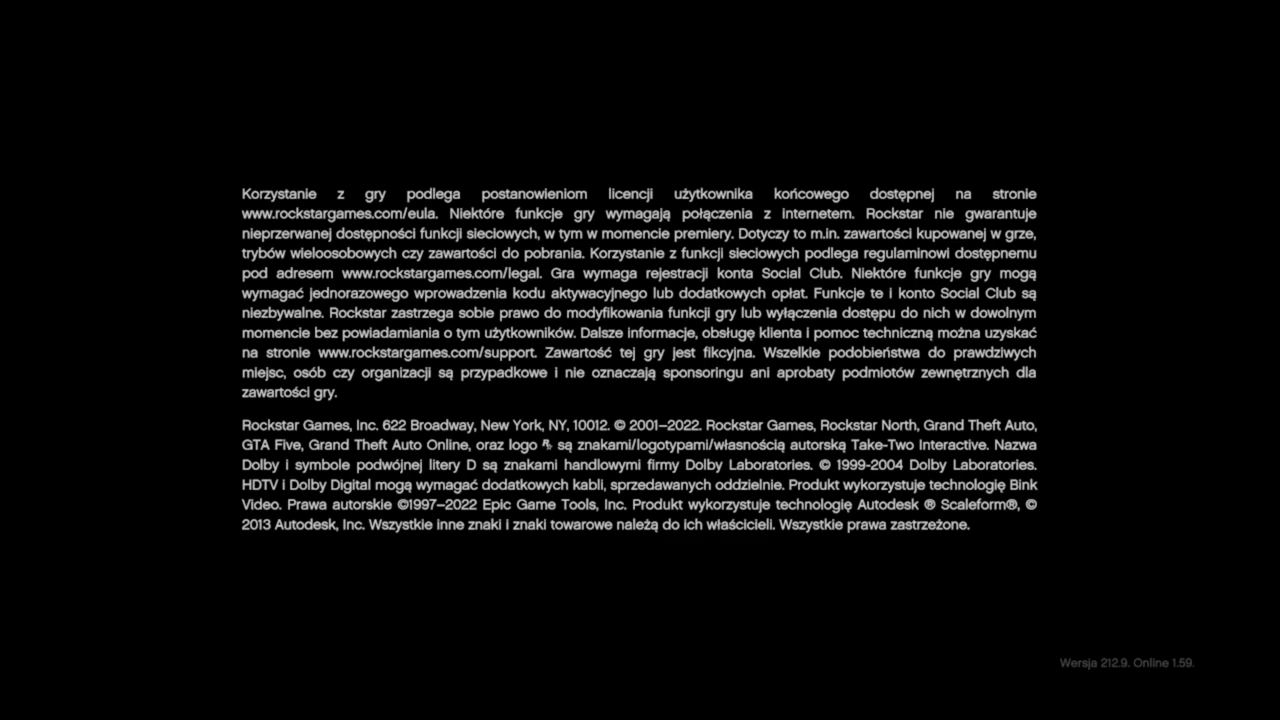 Korzystanie z gry podlega postanowieniom licencji użytkownika końcowego dostępnej na stronie
www.rockstargames.com/eula. Niektóre funkcje gry wymagają połączenia z internetem. Rockstar nie gwarantuje
nieprzerwanej dostępności funkcji sieciowych, w tym w momencie premiery. Dotyczy to m.in. zawartości kupowanej w grze,
trybów wieloosobowych czy zawartości do pobrania. Korzystanie z funkcji sieciowych podlega regulaminowi dostępnemu
pod adresem www.rockstargames.com/legal. Gra wymaga rejestracji konta Social Club. Niektóre funkcje gry mogą
wymagać jednorazowego wprowadzenia kodu aktywacyjnego lub dodatkowych opłat. Funkcje te i konto Social Club są
niezbywalne. Rockstar zastrzega sobie prawo do modyfikowania funkcji gry lub wyłączenia dostępu do nich w dowolnym
momencie bez powiadamiania o tym użytkowników. Dalsze informacje, obsługę klienta i pomoc techniczną można uzyskać
na stronie www.rockstargames.com/support. Zawartość tej gry jest fikcyjna. Wszelkie podobieństwa do prawdziwych
miejsc, osób czy organizacji są przypadkowe i nie oznaczają sponsoringu ani aprobaty podmiotów zewnętrznych dla
zawartości gry.
Rockstar Games, Inc. 622 Broadway, New York, NY, 10012. © 2001–2022. Rockstar Games, Rockstar North, Grand Theft Auto,
GTA Five, Grand Theft Auto Online, oraz logo R* są znakami/logotypami/własnością autorską Take-Two Interactive. Nazwa
Dolby i symbole podwójnej litery D są znakami handlowymi firmy Dolby Laboratories. © 1999-2004 Dolby Laboratories.
HDTV i Dolby Digital mogą wymagać dodatkowych kabli, sprzedawanych oddzielnie. Produkt wykorzystuje technologię Bink
Video. Prawa autorskie ©1997–2022 Epic Game Tools, Inc. Produkt wykorzystuje technologię Autodesk ® Scaleform®, ©
2013 Autodesk, Inc. Wszystkie inne znaki i znaki towarowe należą do ich właścicieli. Wszystkie prawa zastrzeżone.
Wersja 212.9. Online 1.59.